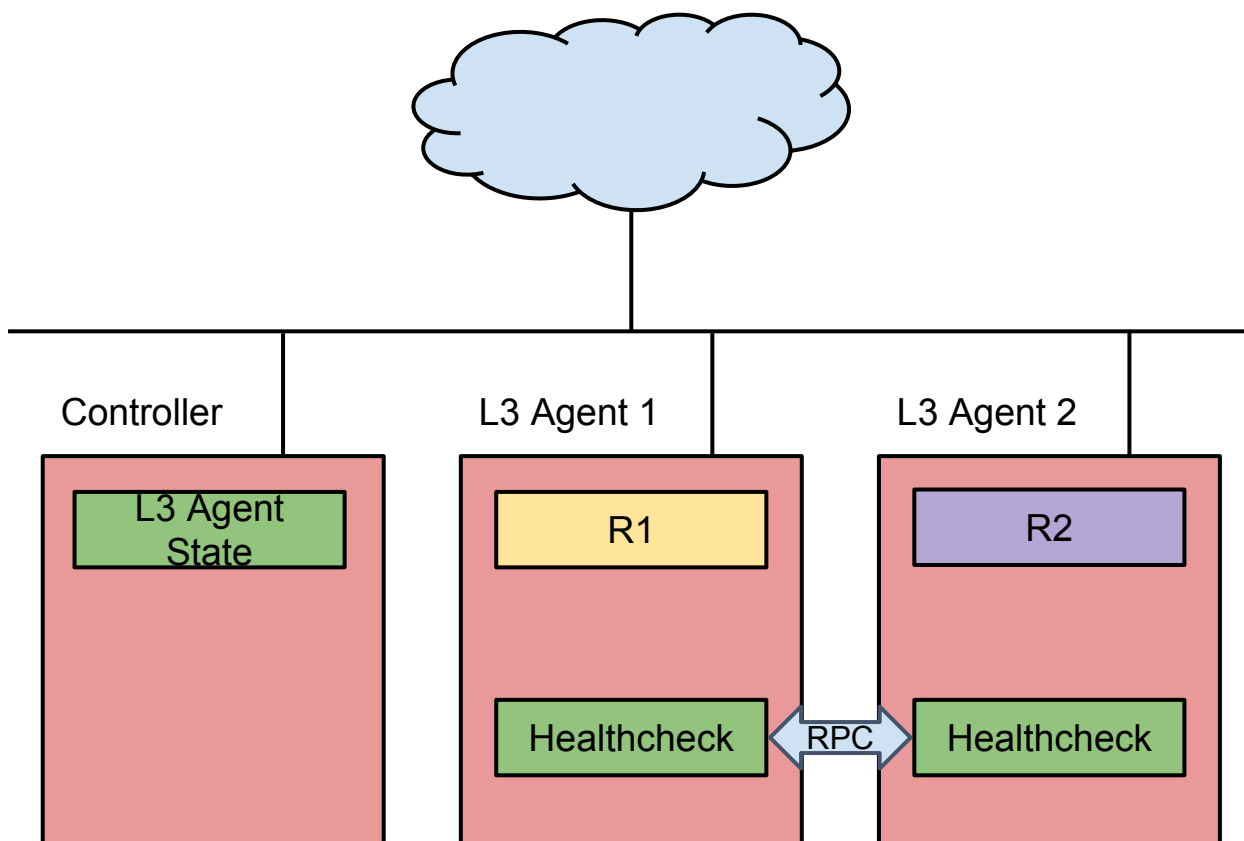 Controller
L3 Agent 1
L3 Agent 2
L3 Agent
State
R1
R2
Healthcheck
RPC
Healthcheck